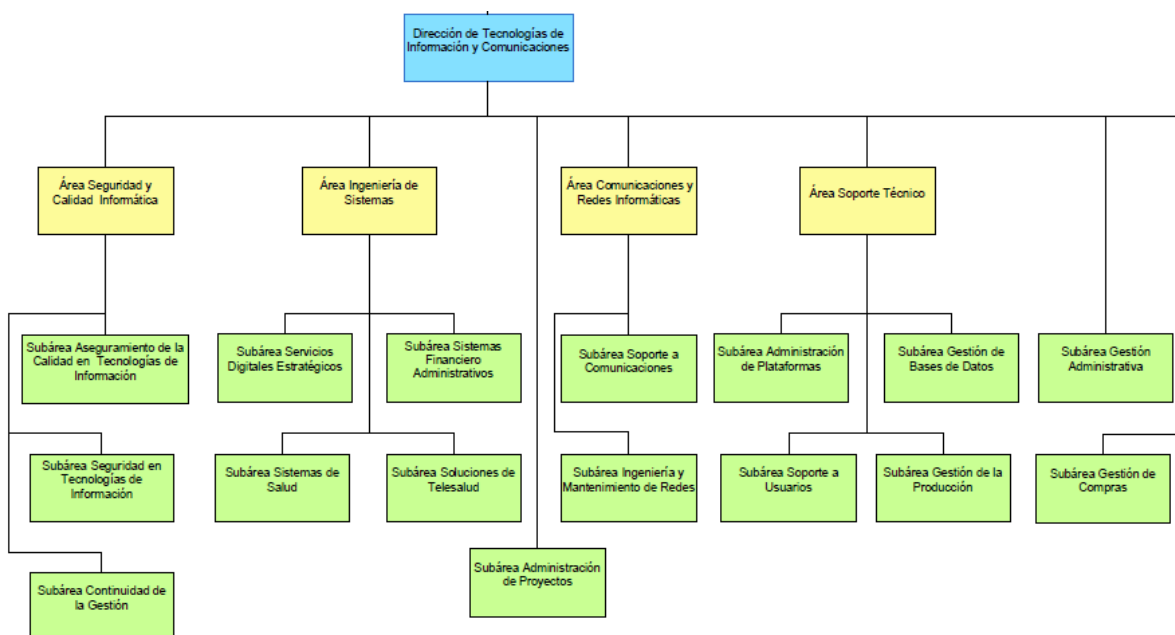 Dirección de Tecnologías de
Información y Comunicaciones
Área Seguridad y
Calidad Informática
Área Ingeniería de
Sistemas
Área Comunicaciones y
Redes Informáticas
Área Soporte Técnico
Subárea Aseguramiento de la
Calidad en Tecnologías de
Información
Subárea Servicios
Digitales Estratégicos
Subárea Sistemas
Financiero
Administrativos
Subárea Soporte a
Comunicaciones
Subárea Administración
de Plataformas
Subárea Gestión de
Bases de Datos
Subárea Gestión
Administrativa
Subárea Seguridad en
Tecnologías de
Información
Subárea Sistemas de
Salud
Subárea Soluciones de
Telesalud
Subárea Ingeniería y
Mantenimiento de Redes
Subárea Soporte a
Usuarios
Subárea Gestión de la
Producción
Subárea Gestión de
Compras
Subárea Administración
de Proyectos
Subárea Continuidad de
la Gestión